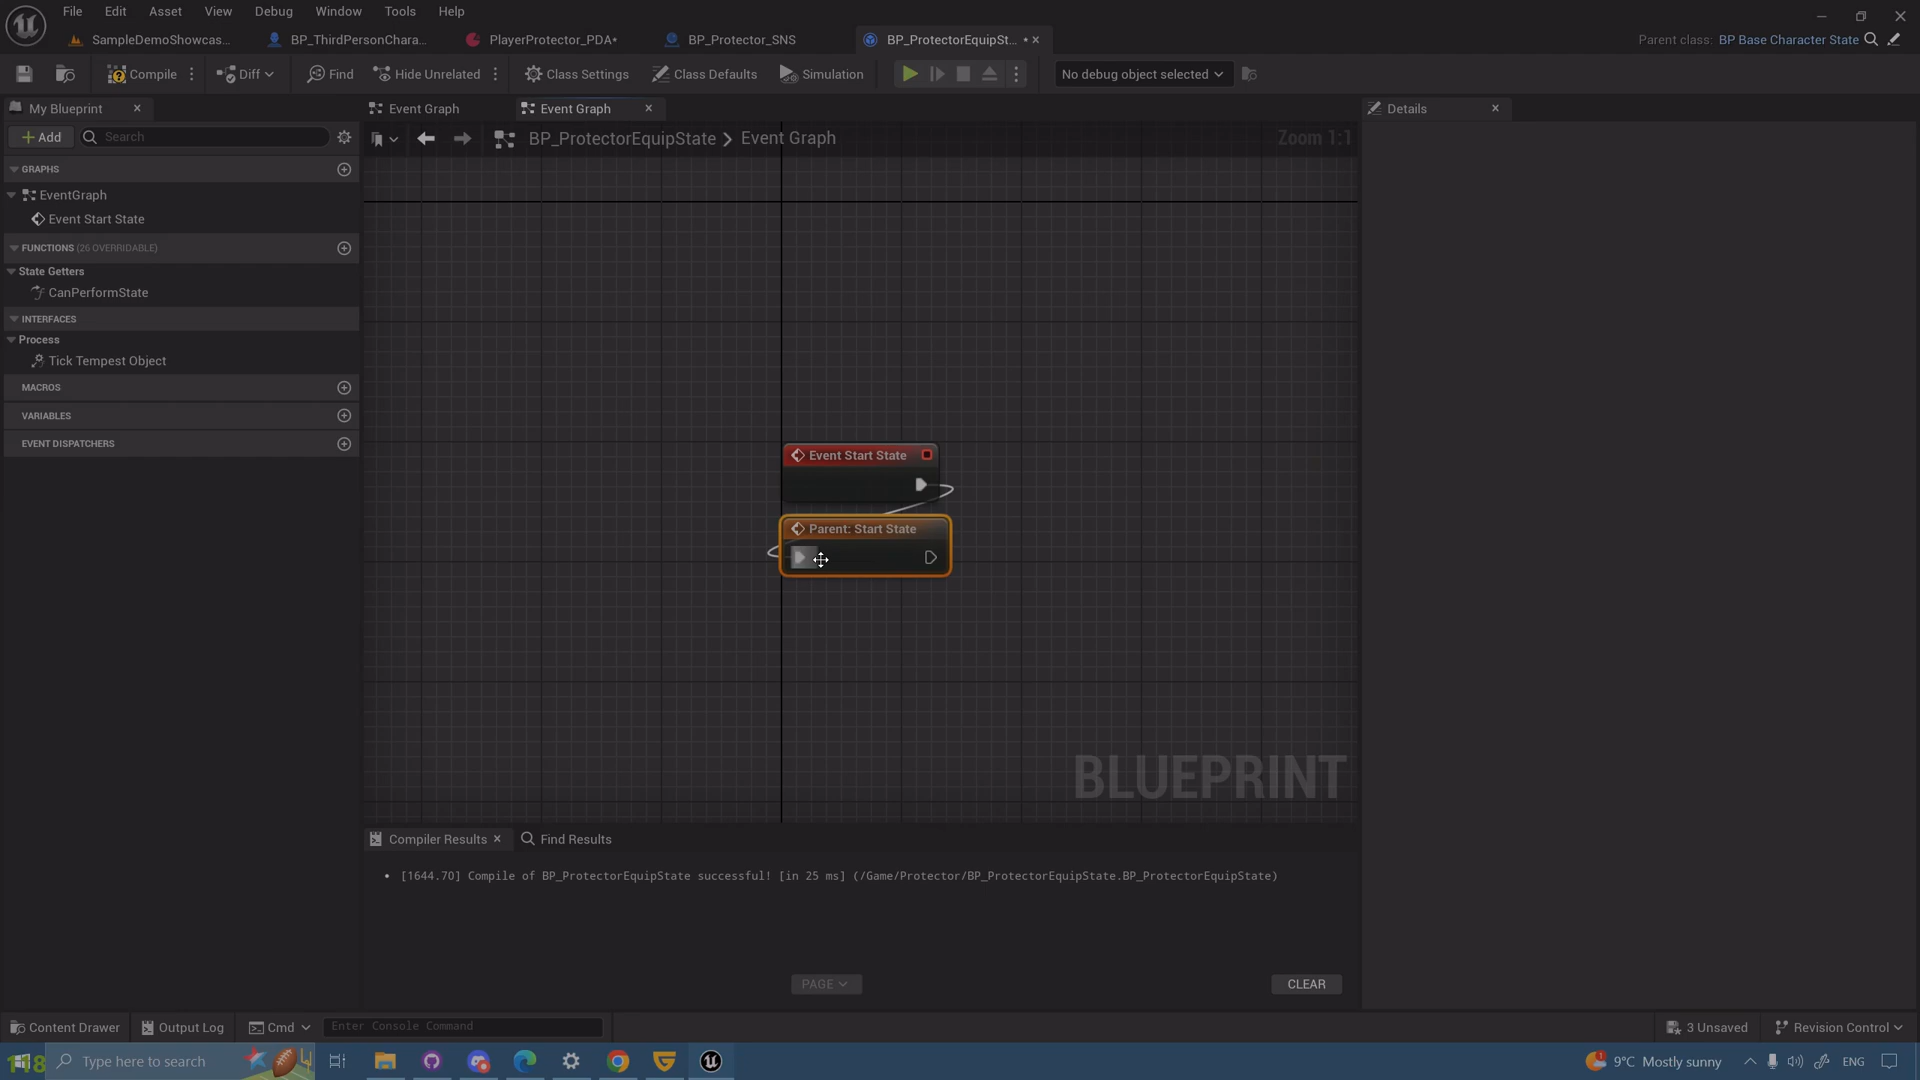 File Edit Asset View Debug Window Tools Help
SampleDemoShowcas... BP_ThirdPersonChara... PlayerProtector_PDA* BP_Protector_SNS BP_ProtectorEquipSt... • Parent class: BP Base Character State
Compile Diff Find Hide Unrelated Class Settings Class Defaults Simulation No debug object selected
My Blueprint Event Graph Event Graph Details
Add Search BP_ProtectorEquipState > Event Graph Zoom 1:1
GRAPHS
EventGraph
Event Start State
FUNCTIONS (26 OVERRIDABLE)
State Getters
CanPerformState
INTERFACES
Process
Tick Tempest Object
MACROS
VARIABLES
EVENT DISPATCHERS
Event Start State
Parent: Start State
BLUEPRINT
Compiler Results Find Results
• [1644.70] Compile of BP_ProtectorEquipState successful! [in 25 ms] (/Game/Protector/BP_ProtectorEquipState.BP_ProtectorEquipState)
PAGE CLEAR
Content Drawer Output Log Cmd Enter Console Command 3 Unsaved Revision Control
Type here to search 9°C Mostly sunny ENG